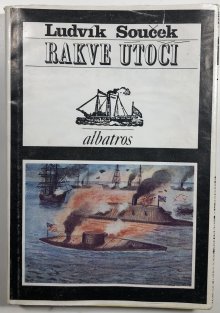 Ludvík Souček
RAKVE ÚTOČÍ
albatros